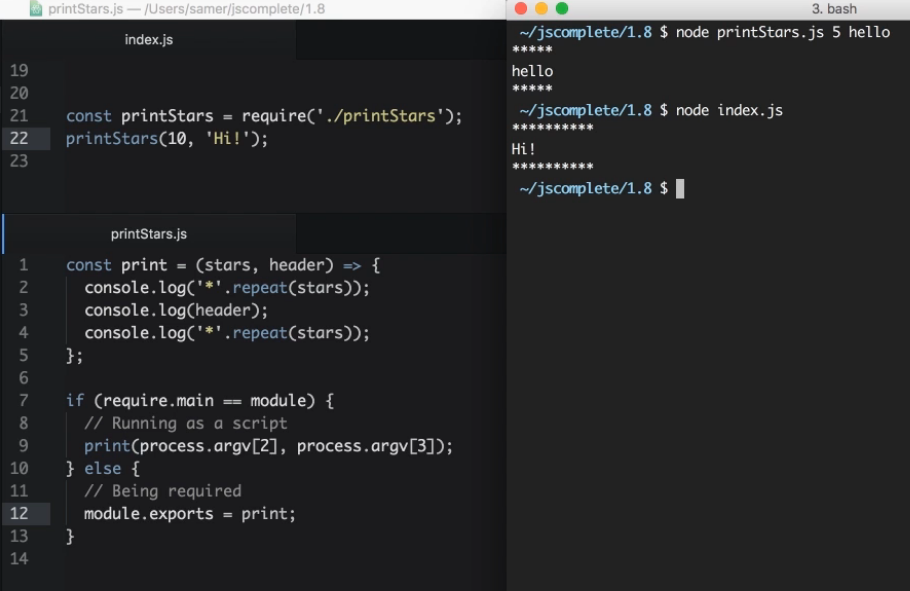 printStars.js — /Users/samer/jscomplete/1.8
index.js
19
20
21 const printStars = require('./printStars');
22 printStars(10, 'Hi!');
23
printStars.js
1 const print = (stars, header) => {
2 console.log('*'.repeat(stars));
3 console.log(header);
4 console.log('*'.repeat(stars));
5 };
6
7 if (require.main == module) {
8 // Running as a script
9 print(process.argv[2], process.argv[3]);
10 } else {
11 // Being required
12 module.exports = print;
13 }
14
3. bash
~/jscomplete/1.8 $ node printStars.js 5 hello
*****
hello
*****
~/jscomplete/1.8 $ node index.js
**********
Hi!
**********
~/jscomplete/1.8 $